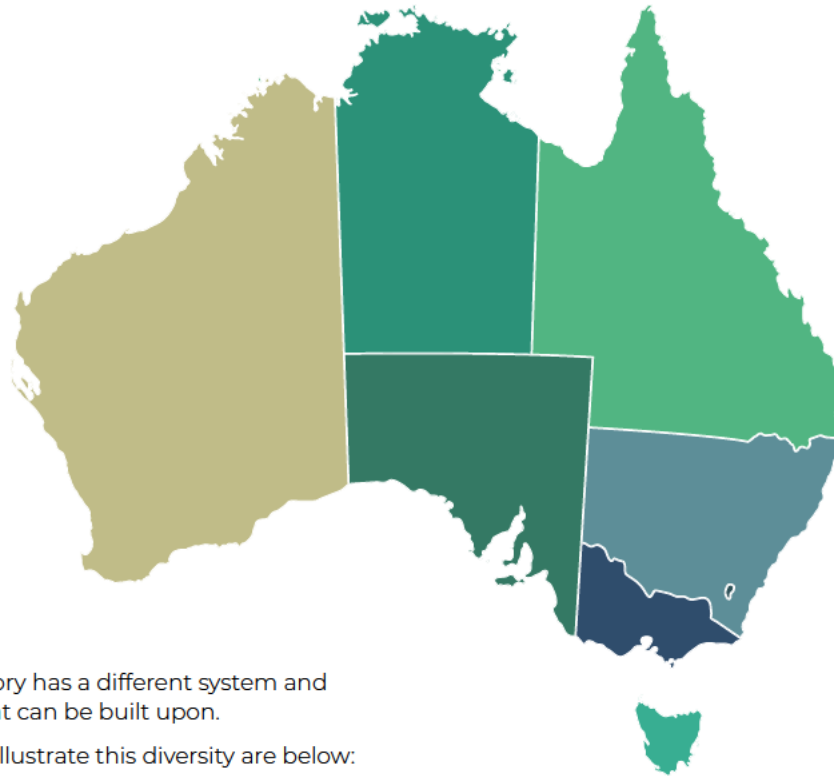 ory has a different system and
t can be built upon.
llustrate this diversity are below: